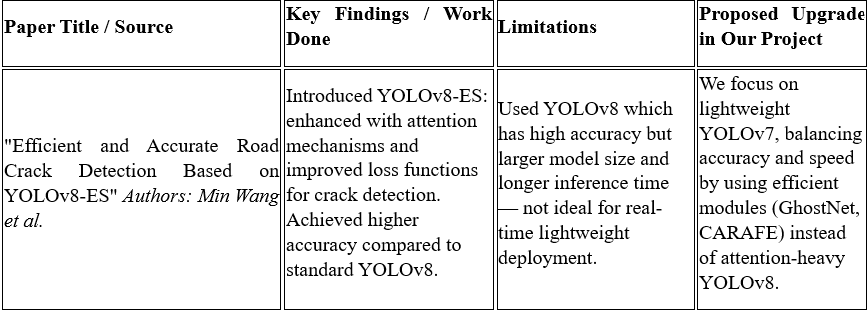 Paper Title / Source
Key Findings / Work
Done
Limitations
Proposed Upgrade
in Our Project
"Efficient and Accurate Road
Crack Detection Based on
YOLOv8-ES" Authors: Min Wang
et al.
Introduced YOLOv8-ES:
enhanced with attention
mechanisms and
improved loss functions
for crack detection.
Achieved higher
accuracy compared to
standard YOLOv8.
Used YOLOv8 which
has high accuracy but
larger model size and
longer inference time
— not ideal for real-
time lightweight
deployment.
We focus on
lightweight
YOLOv7, balancing
accuracy and speed
by using efficient
modules (GhostNet,
CARAFE) instead
of attention-heavy
YOLOv8.